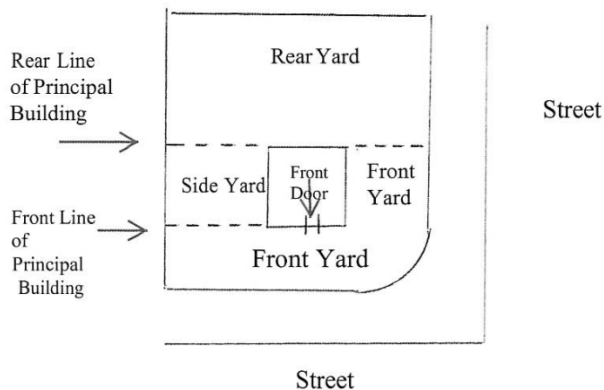 Rear Yard
Rear Line
of Principal
Building
Street
Side Yard
Front
Door
Front
Yard
Front Line
of
Principal
Building
Front Yard
Street